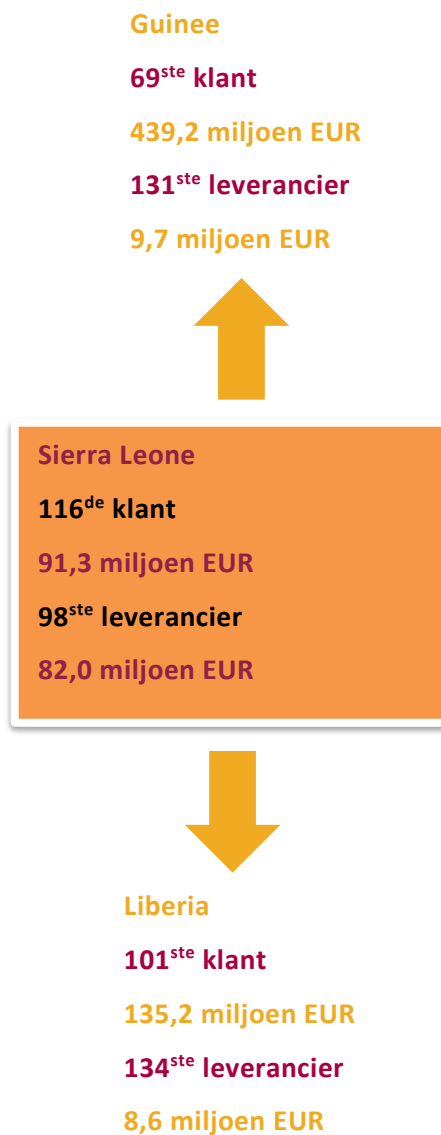 Guinee
69ste klant
439,2 miljoen EUR
131ste leverancier
9,7 miljoen EUR
Sierra Leone
116de klant
91,3 miljoen EUR
98ste leverancier
82,0 miljoen EUR
Liberia
101ste klant
135,2 miljoen EUR
134ste leverancier
8,6 miljoen EUR